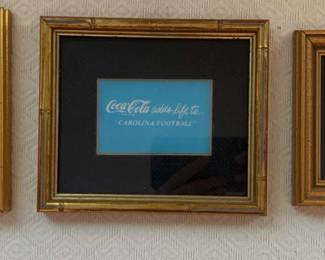 Coca-Cola adds life to...
"CAROLINA FOOTBALL"